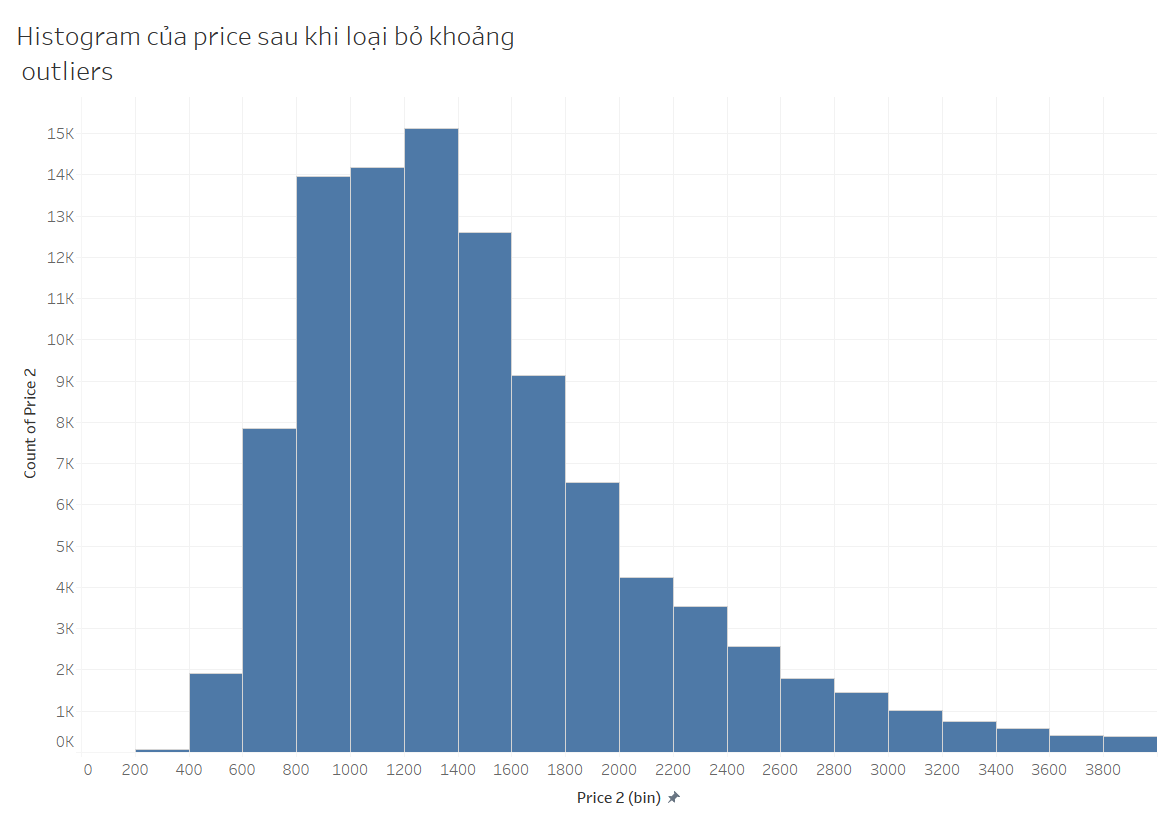 Histogram của price sau khi loại bỏ khoảng
outliers
15K
14K
13K
12K
11K
10K
9K
8K
7K
6K
5K
4K
3K
2K
1K
0K
Count of Price 2
0 200 400 600 800 1000 1200 1400 1600 1800 2000 2200 2400 2600 2800 3000 3200 3400 3600 3800
Price 2 (bin)